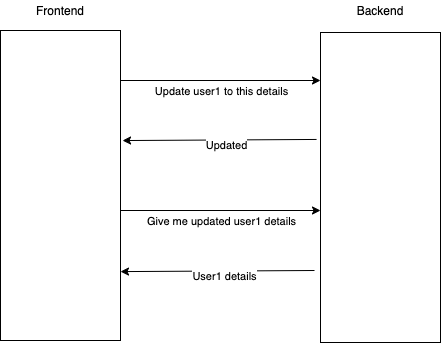 Frontend
Backend
Update user1 to this details
Updated
Give me updated user1 details
User1 details